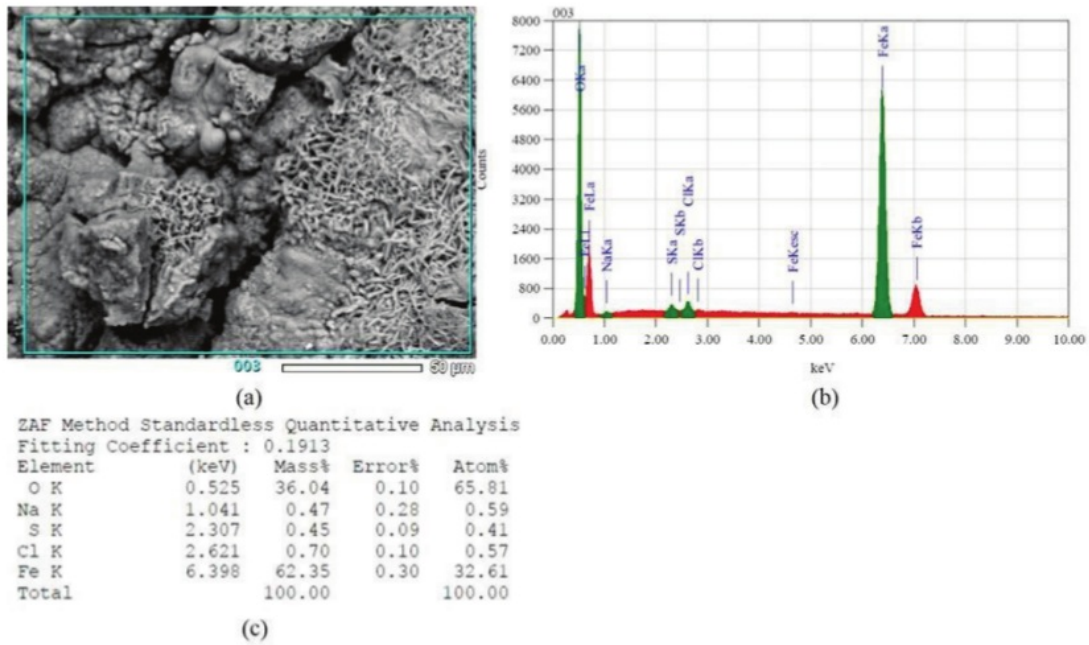 003
50 μm
(a)
003
8000
7200
6400
5600
4800
4000
3200
2400
1600
800
0
Counts
OKa
FeLl
FeLa
NaKa
SKa
SKb
ClKa
ClKb
FeKesc
FeKa
FeKb
0.00 1.00 2.00 3.00 4.00 5.00 6.00 7.00 8.00 9.00 10.00
keV
(b)
ZAF Method Standardless Quantitative Analysis
Fitting Coefficient : 0.1913
Element (keV) Mass% Error% Atom%
O K 0.525 36.04 0.10 65.81
Na K 1.041 0.47 0.28 0.59
S K 2.307 0.45 0.09 0.41
Cl K 2.621 0.70 0.10 0.57
Fe K 6.398 62.35 0.30 32.61
Total 100.00 100.00
(c)